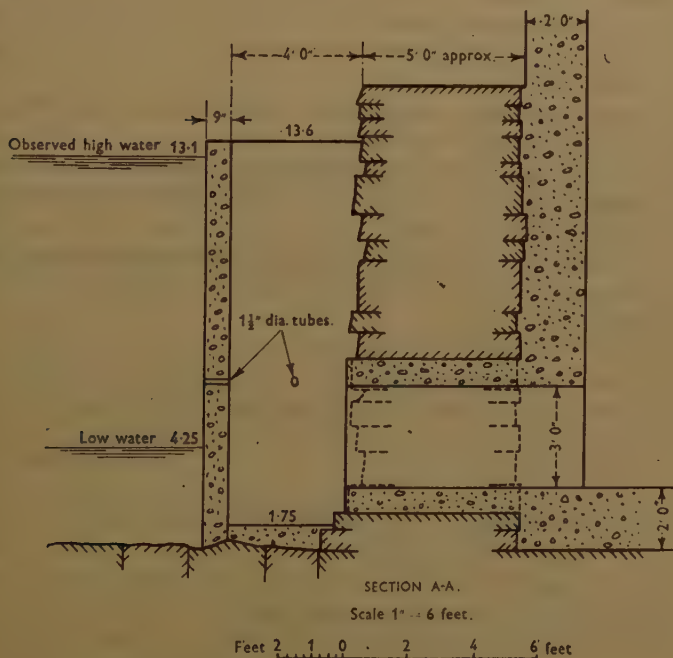 2' 0"
4' 0"
5' 0" approx.
9"
13.6
Observed high water 13.1
1½" dia. tubes.
Low water 4.25
3' 0"
1.75
2' 0"
SECTION A-A.
Scale 1" = 6 feet.
Feet 2 1 0 2 4 6 feet